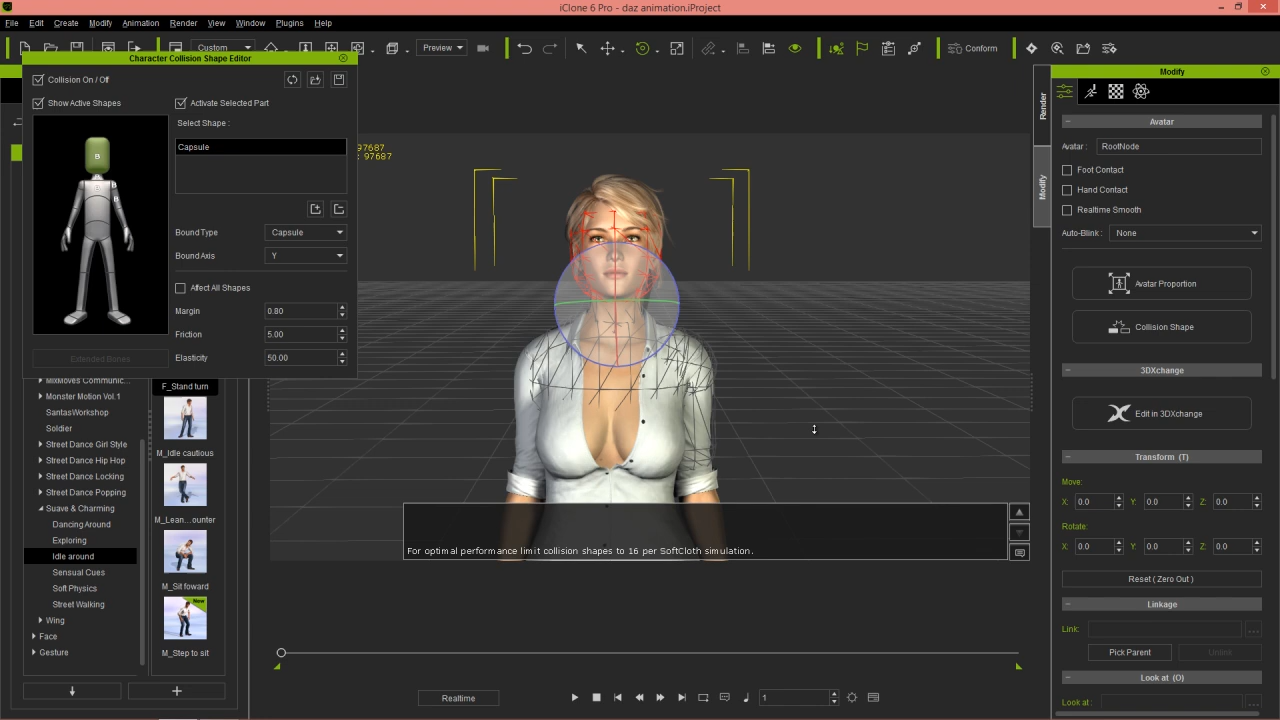 iClone 6 Pro - daz animation.iProject
File Edit Create Modify Animation Render View Window Plugins Help
Custom
Preview
Conform
Character Collision Shape Editor
Collision On / Off
Show Active Shapes
Activate Selected Part
Select Shape :
Capsule
B
B
Bound Type Capsule
Bound Axis Y
Affect All Shapes
Margin 0.80
Friction 5.00
Elasticity 50.00
Extended Bones
97687
: 97687
MixMoves Communic...
Monster Motion Vol.1
SantasWorkshop
Soldier
Street Dance Girl Style
Street Dance Hip Hop
Street Dance Locking
Street Dance Popping
Suave & Charming
Dancing Around
Exploring
Idle around
Sensual Cues
Soft Physics
Street Walking
Wing
Face
Gesture
F_Stand turn
M_Idle cautious
M_Lean...ounter
M_Sit foward
New
M_Step to sit
For optimal performance limit collision shapes to 16 per SoftCloth simulation.
Realtime
1
Render
Modify
Modify
Avatar
Avatar : RootNode
Foot Contact
Hand Contact
Realtime Smooth
Auto-Blink : None
Avatar Proportion
Collision Shape
3DXchange
Edit in 3DXchange
Transform (T)
Move:
X: 0.0 Y: 0.0 Z: 0.0
Rotate:
X: 0.0 Y: 0.0 Z: 0.0
Reset ( Zero Out )
Linkage
Link:
Pick Parent Unlink
Look at (O)
Look at :